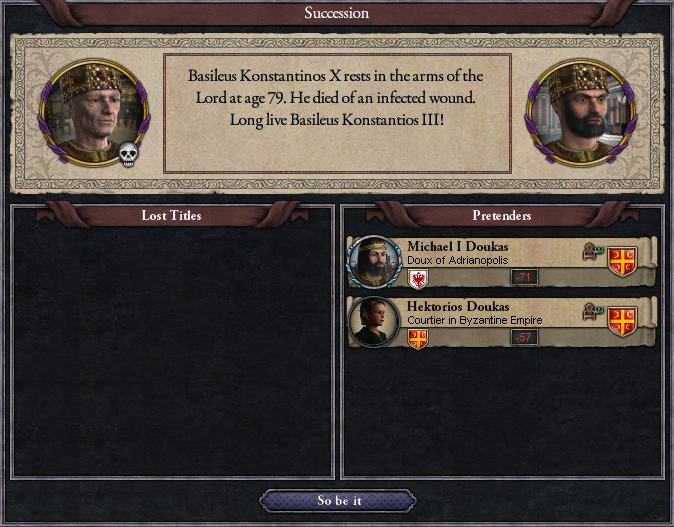 Succession
Basileus Konstantinos X rests in the arms of the
Lord at age 79. He died of an infected wound.
Long live Basileus Konstantios III!
Lost Titles
Pretenders
Michael I Doukas
Doux of Adrianopolis
-71
Hektorios Doukas
Courtier in Byzantine Empire
-57
So be it